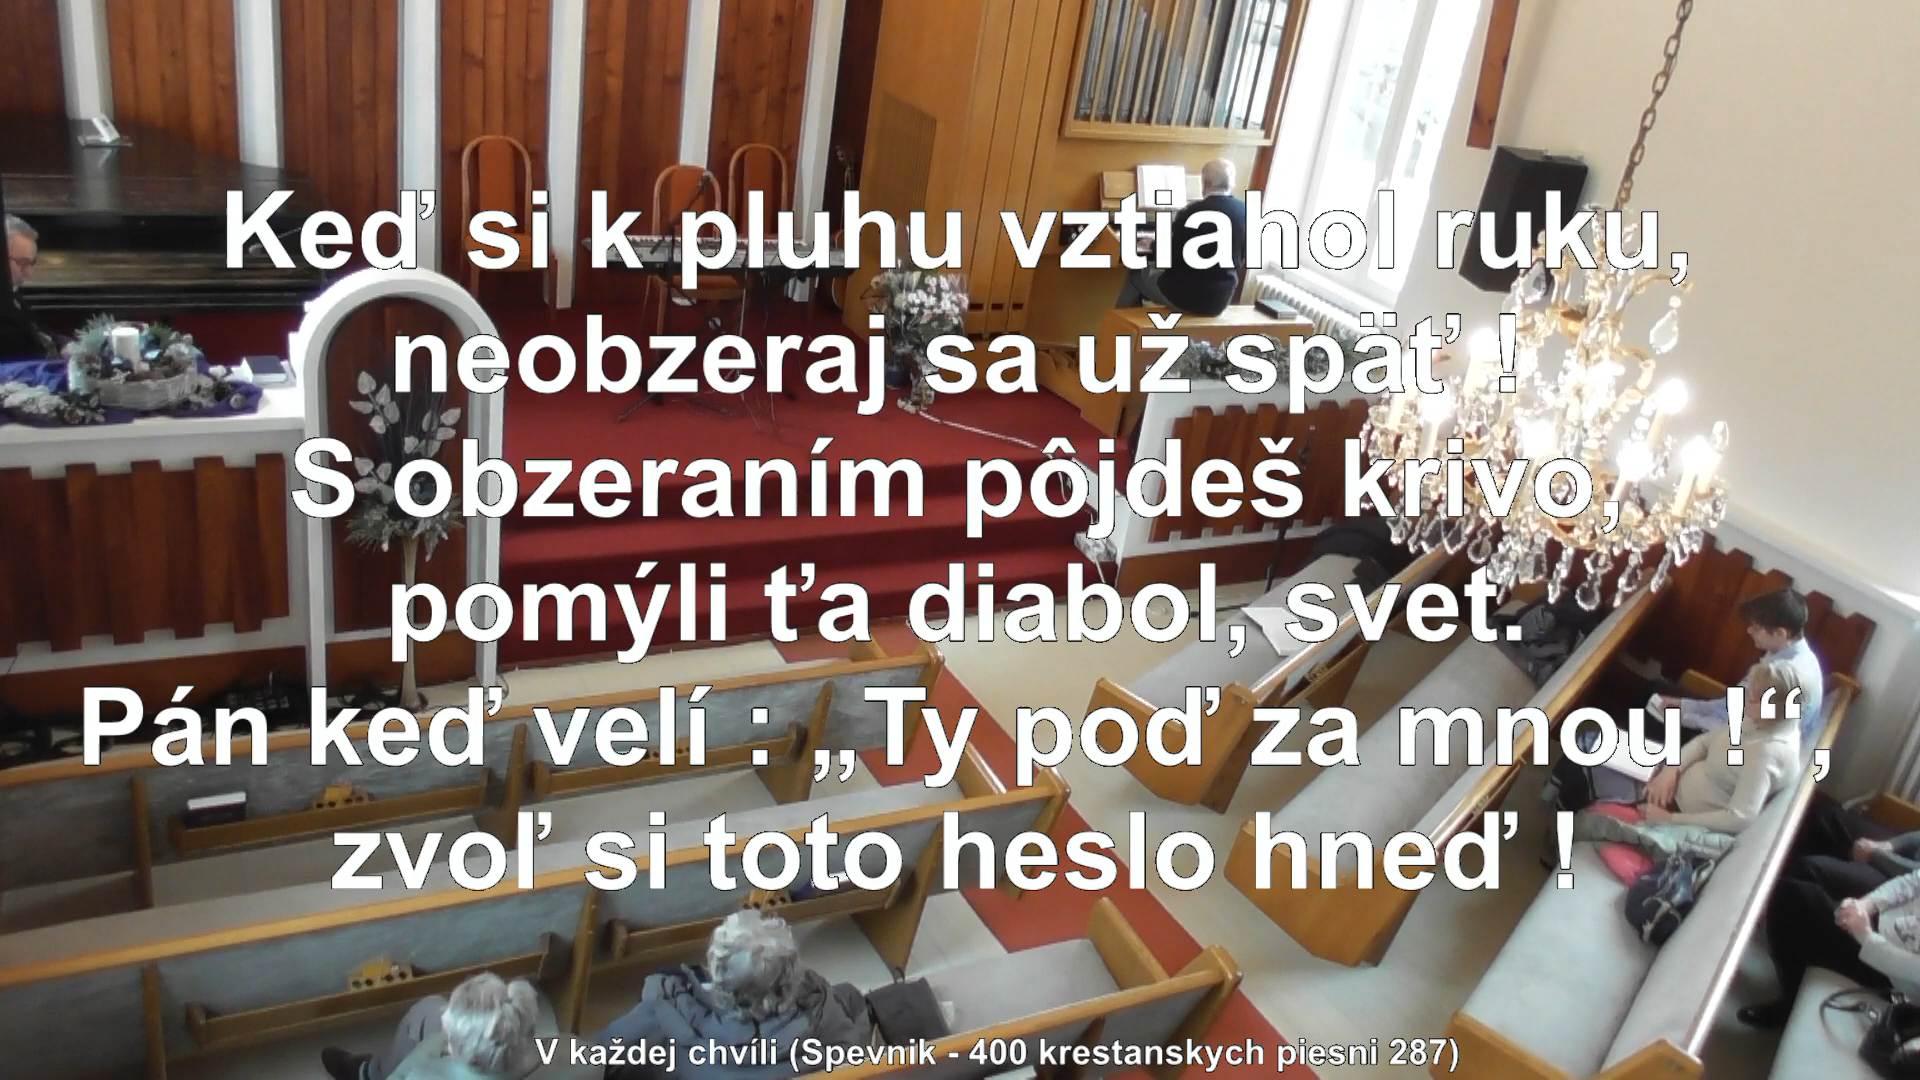 Keď si k pluhu vztiahol ruku,
neobzeraj sa už späť !
S obzeraním pôjdeš krivo,
pomýli ťa diabol, svet.
Pán keď velí : „Ty poď za mnou !“,
zvoľ si toto heslo hneď !
V každej chvíli (Spevnik - 400 krestanskych piesni 287)